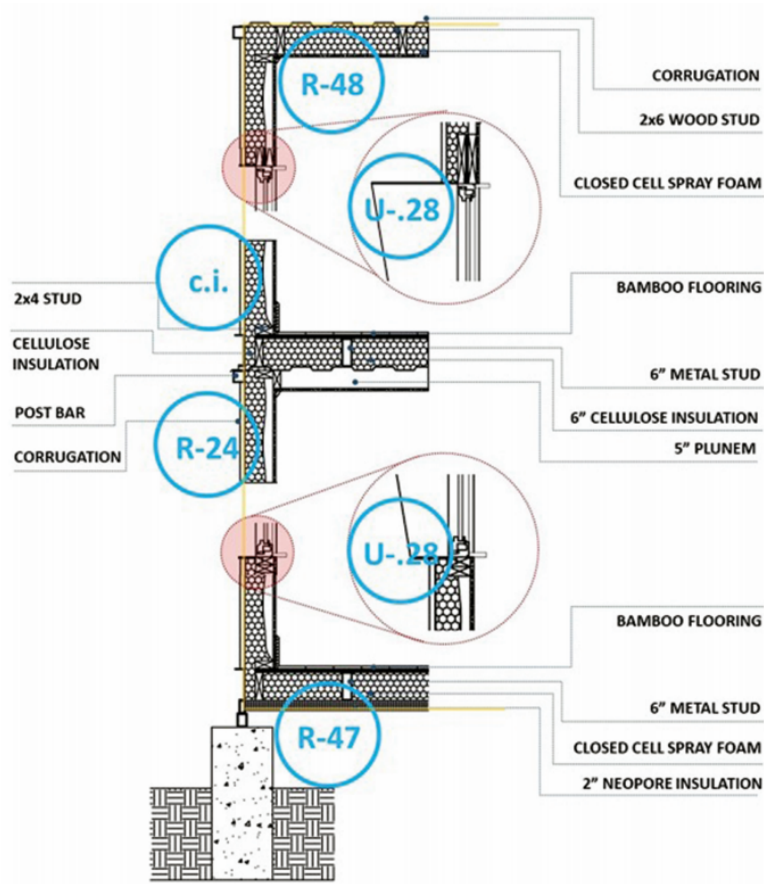 R-48
CORRUGATION
2x6 WOOD STUD
CLOSED CELL SPRAY FOAM
U-.28
c.i.
2x4 STUD
CELLULOSE
INSULATION
POST BAR
CORRUGATION
R-24
BAMBOO FLOORING
6” METAL STUD
6” CELLULOSE INSULATION
5” PLUNEM
U-.28
BAMBOO FLOORING
6” METAL STUD
CLOSED CELL SPRAY FOAM
2” NEOPORE INSULATION
R-47